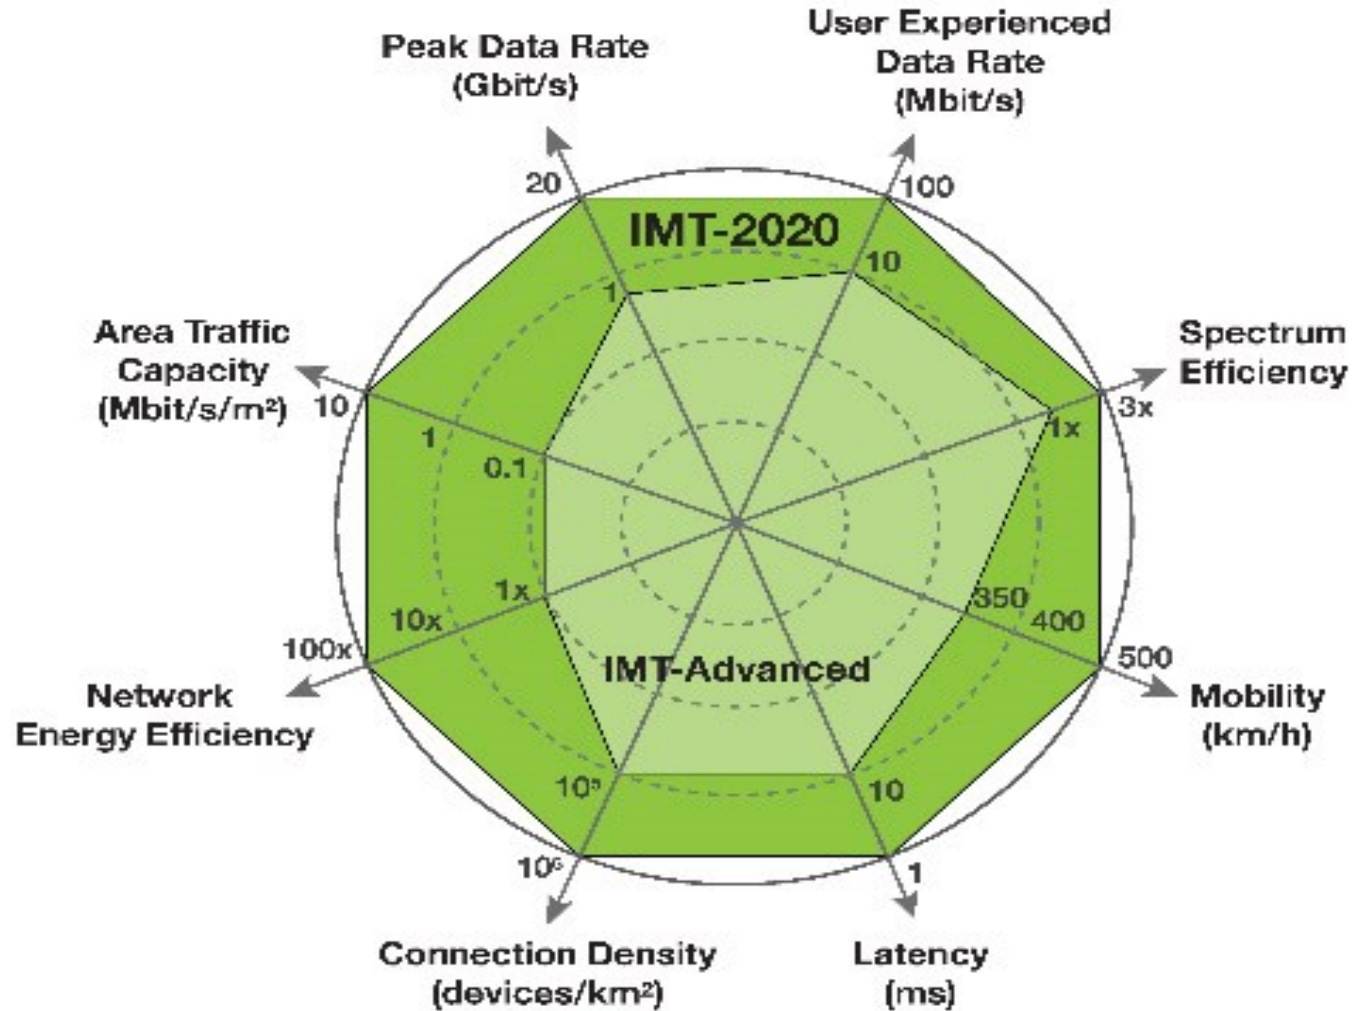 Peak Data Rate
(Gbit/s)
User Experienced
Data Rate
(Mbit/s)
20
100
IMT-2020
10
1
Area Traffic
Capacity
(Mbit/s/m²)
Spectrum
Efficiency
10
3x
1
1x
0.1
1x
350
10x
400
100x
500
IMT-Advanced
Network
Energy Efficiency
Mobility
(km/h)
10⁵
10
10⁶
1
Connection Density
(devices/km²)
Latency
(ms)